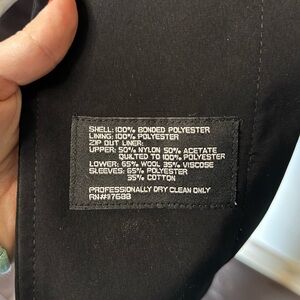 SHELL: 100% BONDED POLYESTER
LINING: 100% POLYESTER
ZIP OUT LINER:
UPPER: 50% NYLON 50% ACETATE
QUILTED TO 100% POLYESTER
LOWER: 65% WOOL 35% VISCOSE
SLEEVES: 65% POLYESTER
35% COTTON
PROFESSIONALLY DRY CLEAN ONLY
RN#97688